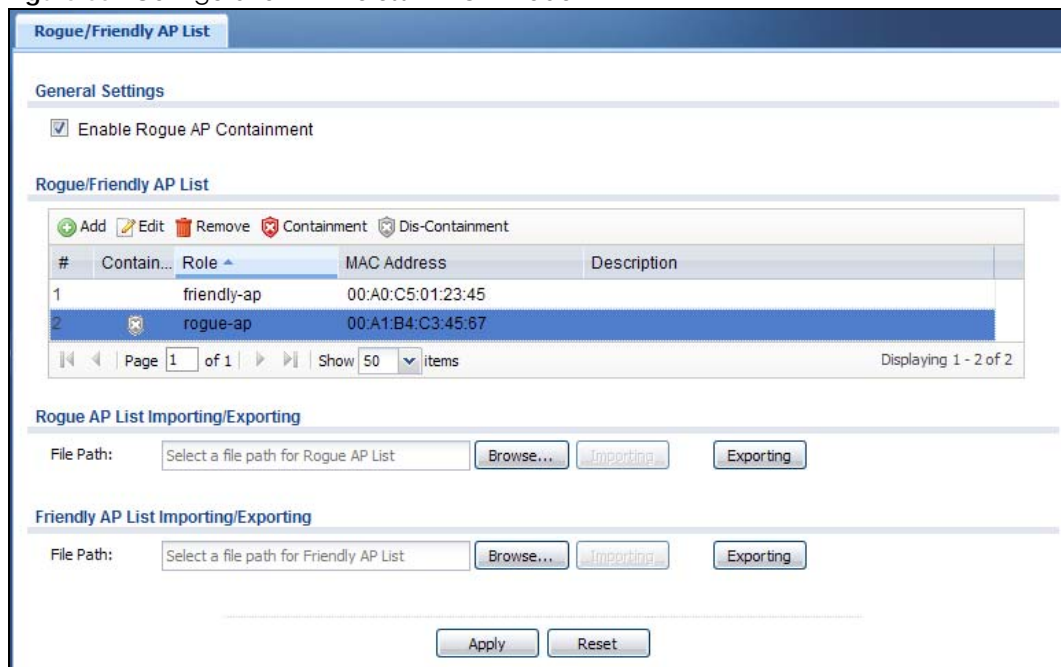 Rogue/Friendly AP List
General Settings
Enable Rogue AP Containment
Rogue/Friendly AP List
Add Edit Remove Containment Dis-Containment
# Contain... Role MAC Address Description
1 friendly-ap 00:A0:C5:01:23:45
2 rogue-ap 00:A1:B4:C3:45:67
Page 1 of 1 Show 50 items Displaying 1 - 2 of 2
Rogue AP List Importing/Exporting
File Path: Select a file path for Rogue AP List Browse... Importing Exporting
Friendly AP List Importing/Exporting
File Path: Select a file path for Friendly AP List Browse... Importing Exporting
Apply Reset